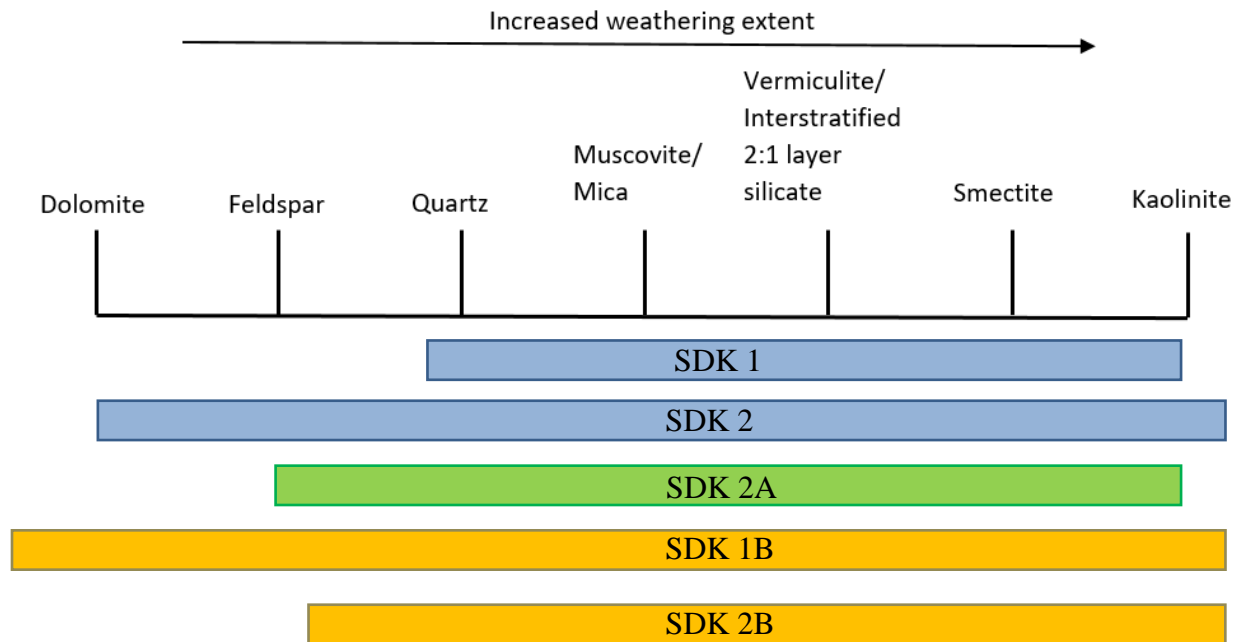 Increased weathering extent
Dolomite
Feldspar
Quartz
Muscovite/
Mica
Vermiculite/
Interstratified
2:1 layer
silicate
Smectite
Kaolinite
SDK 1
SDK 2
SDK 2A
SDK 1B
SDK 2B